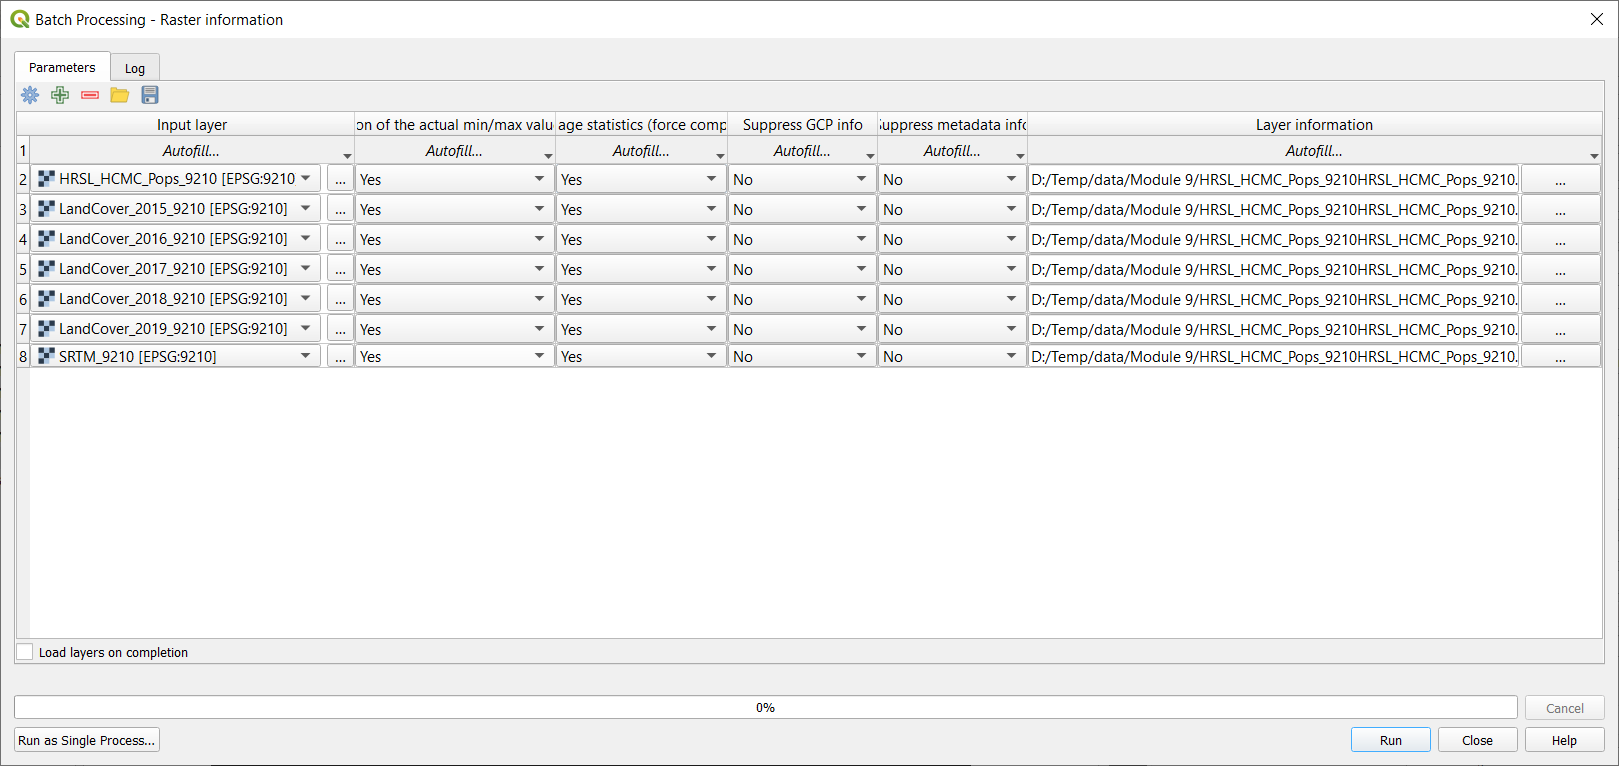 Batch Processing - Raster information
Parameters
Log
Input layer on of the actual min/max valu age statistics (force comp Suppress GCP info Suppress metadata info Layer information
1 Autofill... Autofill... Autofill... Autofill... Autofill... Autofill...
2 HRSL_HCMC_Pops_9210 [EPSG:9210 ... Yes Yes No No D:/Temp/data/Module 9/HRSL_HCMC_Pops_9210HRSL_HCMC_Pops_9210. ...
3 LandCover_2015_9210 [EPSG:9210] ... Yes Yes No No D:/Temp/data/Module 9/HRSL_HCMC_Pops_9210HRSL_HCMC_Pops_9210. ...
4 LandCover_2016_9210 [EPSG:9210] ... Yes Yes No No D:/Temp/data/Module 9/HRSL_HCMC_Pops_9210HRSL_HCMC_Pops_9210. ...
5 LandCover_2017_9210 [EPSG:9210] ... Yes Yes No No D:/Temp/data/Module 9/HRSL_HCMC_Pops_9210HRSL_HCMC_Pops_9210. ...
6 LandCover_2018_9210 [EPSG:9210] ... Yes Yes No No D:/Temp/data/Module 9/HRSL_HCMC_Pops_9210HRSL_HCMC_Pops_9210. ...
7 LandCover_2019_9210 [EPSG:9210] ... Yes Yes No No D:/Temp/data/Module 9/HRSL_HCMC_Pops_9210HRSL_HCMC_Pops_9210. ...
8 SRTM_9210 [EPSG:9210] ... Yes Yes No No D:/Temp/data/Module 9/HRSL_HCMC_Pops_9210HRSL_HCMC_Pops_9210. ...
Load layers on completion
0%
Cancel
Run as Single Process...
Run
Close
Help